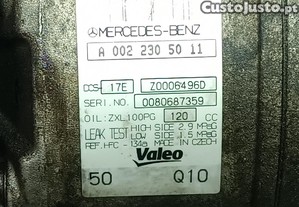 CustoJusto.pt
MERCEDES-BENZ
A 002 230 50 11
DCS- 17E Z0006496D
SERI.NO. 0080687359
OIL: ZXL100PG 120 CC
LEAK TEST HIGH SIDE 2.9 MPaG
LOW SIDE 1.5 MPaG
REF. HFC-134a MADE IN CZECH
Valeo
50 Q10